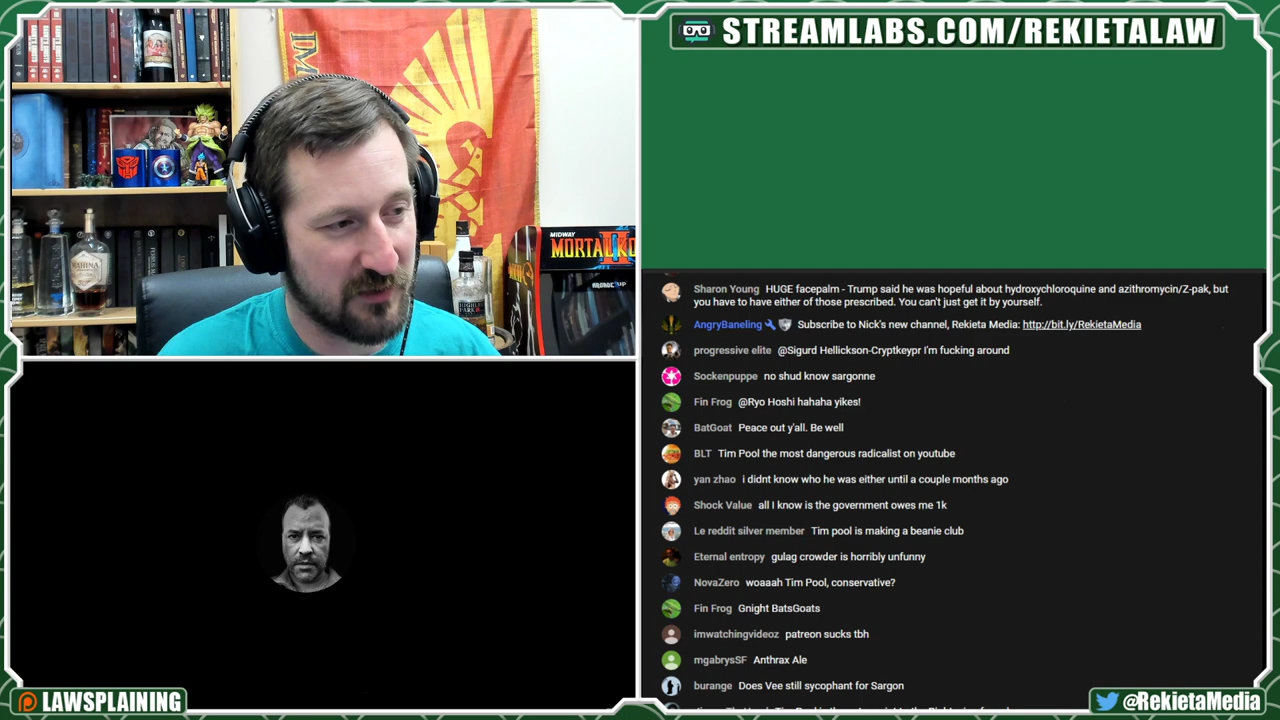 STREAMLABS.COM/REKIETALAW
MIDWAY
MORTAL KO
II
Sharon Young HUGE facepalm - Trump said he was hopeful about hydroxychloroquine and azithromycin/Z-pak, but
you have to have either of those prescribed. You can't just get it by yourself.
AngryBaneling Subscribe to Nick's new channel, Rekieta Media: http://bit.ly/RekietaMedia
progressive elite @Sigurd Hellickson-Cryptkeypr I'm fucking around
Sockenpuppe no shud know sargonne
Fin Frog @Ryo Hoshi hahaha yikes!
BatGoat Peace out y'all. Be well
BLT Tim Pool the most dangerous radicalist on youtube
yan zhao i didnt know who he was either until a couple months ago
Shock Value all I know is the government owes me 1k
Le reddit silver member Tim pool is making a beanie club
Eternal entropy gulag crowder is horribly unfunny
NovaZero woaaah Tim Pool, conservative?
Fin Frog Gnight BatsGoats
imwatchingvideoz patreon sucks tbh
mgabrysSF Anthrax Ale
burange Does Vee still sycophant for Sargon
LAWSPLAINING
@RekietaMedia